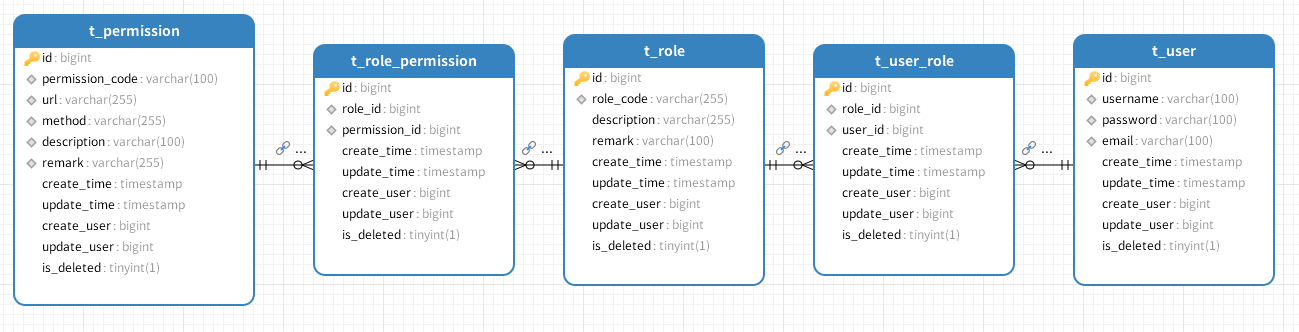 t_permission
id : bigint
permission_code : varchar(100)
url : varchar(255)
method : varchar(255)
description : varchar(100)
remark : varchar(255)
create_time : timestamp
update_time : timestamp
create_user : bigint
update_user : bigint
is_deleted : tinyint(1)
...
t_role_permission
id : bigint
role_id : bigint
permission_id : bigint
create_time : timestamp
update_time : timestamp
create_user : bigint
update_user : bigint
is_deleted : tinyint(1)
...
t_role
id : bigint
role_code : varchar(255)
description : varchar(255)
remark : varchar(100)
create_time : timestamp
update_time : timestamp
create_user : bigint
update_user : bigint
is_deleted : tinyint(1)
...
t_user_role
id : bigint
role_id : bigint
user_id : bigint
create_time : timestamp
update_time : timestamp
create_user : bigint
update_user : bigint
is_deleted : tinyint(1)
...
t_user
id : bigint
username : varchar(100)
password : varchar(100)
email : varchar(100)
create_time : timestamp
update_time : timestamp
create_user : bigint
update_user : bigint
is_deleted : tinyint(1)